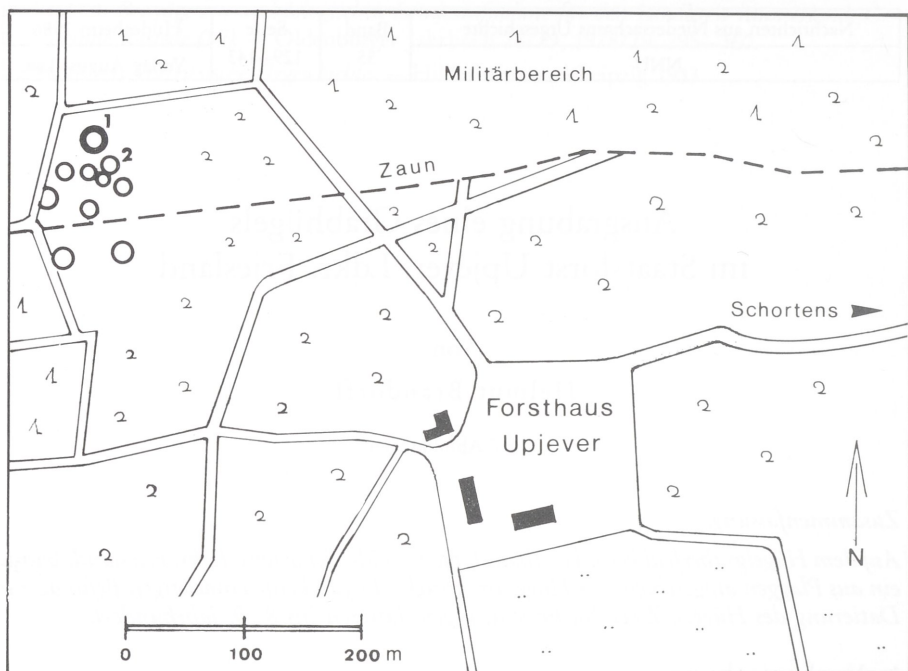 Militärbereich
1
2
Zaun
Schortens
Forsthaus
Upjever
N
0 100 200 m